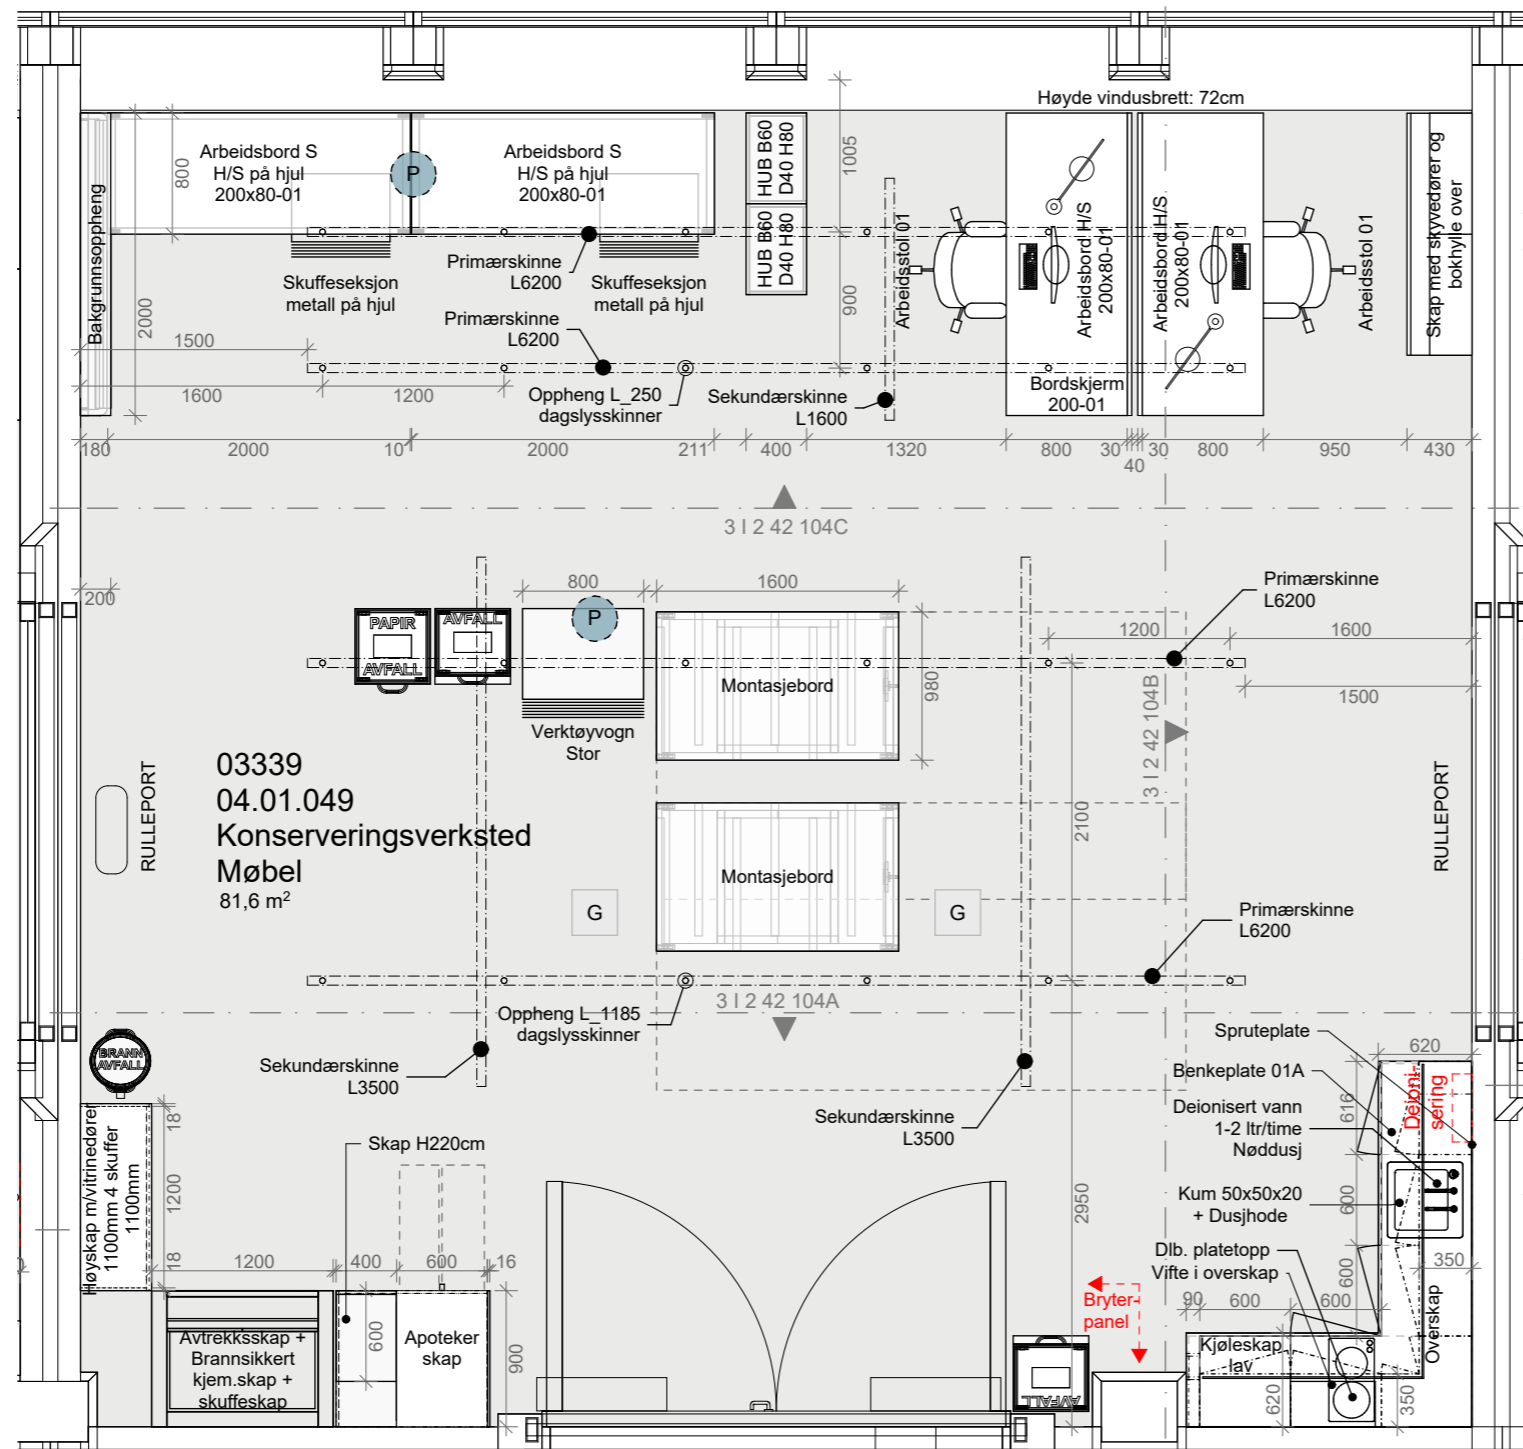 Høyde vindusbrett: 72cm
Arbeidsbord S
H/S på hjul
200x80-01
P
Arbeidsbord S
H/S på hjul
200x80-01
HUB B60
D40 H80
HUB B60
D40 H80
800
1005
900
2000
Bakgrunnsoppheng
Skuffeseksjon
metall på hjul
Primærskinne
L6200
Skuffeseksjon
metall på hjul
Primærskinne
L6200
Arbeidsstol 01
Arbeidsbord H/S
200x80-01
Arbeidsbord H/S
200x80-01
Arbeidsstol 01
Skap med skyvedører og
bokhylle over
1500
1600
1200
Oppheng L_250
dagslysskinner
Sekundærskinne
L1600
Bordskjerm
200-01
180
2000
10
2000
211
400
1320
800
30
40
30
800
950
430
3 I 2 42 104C
200
800
1600
Primærskinne
L6200
PAPIR
AVFALL
AVFALL
P
1200
1600
Montasjebord
980
1500
Verktøyvogn
Stor
3 I 2 42 104B
RULLEPORT
03339
04.01.049
Konserveringsverksted
Møbel
81,6 m²
2100
RULLEPORT
Montasjebord
G
G
Primærskinne
L6200
3 I 2 42 104A
Oppheng L_1185
dagslysskinner
BRANN
AVFALL
Sekundærskinne
L3500
Sekundærskinne
L3500
Spruteplate
620
Benkeplate 01A
Deioni-
sering
616
Deionisert vann
1-2 ltr/time
Nøddusj
Høyskap m/vitrinedører
1100mm 4 skuffer
1100mm
18
1200
18
Skap H220cm
Kum 50x50x20
+ Dusjhode
600
2950
Dlb. platetopp
Vifte i overskap
600
350
1200
400
600
16
Bryter-
panel
90
600
600
Overskap
Avtrekksskap +
Brannsikkert
kjem.skap +
skuffeskap
600
Apoteker
skap
900
AVFALL
Kjøleskap
lav
620
350